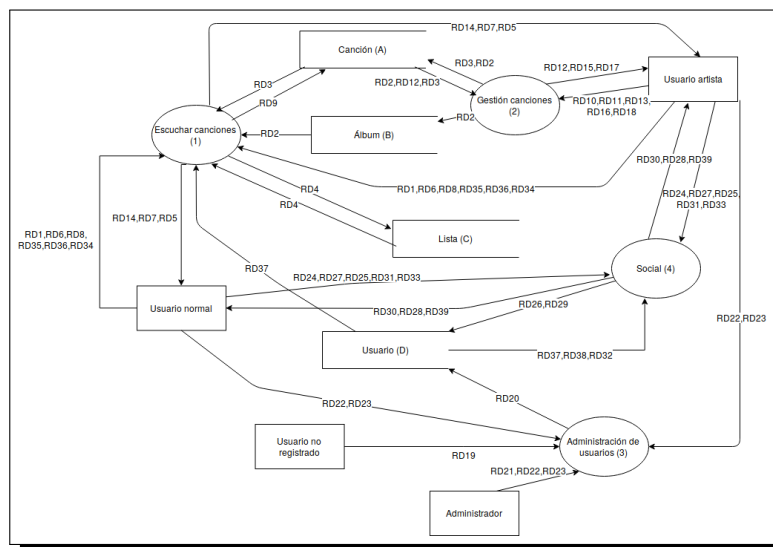 RD14,RD7,RD5
Canción (A)
RD3,RD2
RD12,RD15,RD17
Usuario artista
RD3
RD2,RD12,RD3
Gestión canciones
(2)
RD10,RD11,RD13,
RD16,RD18
RD9
RD2
Escuchar canciones
(1)
RD2
Álbum (B)
RD30,RD28,RD39
RD4
RD1,RD6,RD8,RD35,RD36,RD34
RD24,RD27,RD25,
RD31,RD33
RD4
RD14,RD7,RD5
RD1,RD6,RD8,
RD35,RD36,RD34
Lista (C)
RD37
RD24,RD27,RD25,RD31,RD33
Social (4)
Usuario normal
RD30,RD28,RD39
RD26,RD29
RD22,RD23
Usuario (D)
RD37,RD38,RD32
RD22,RD23
RD20
Usuario no
registrado
RD19
Administración de
usuarios (3)
RD21,RD22,RD23
Administrador